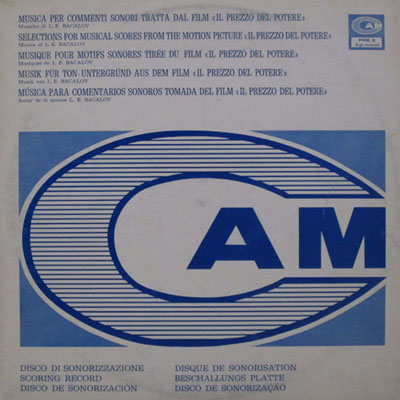 MUSICA PER COMMENTI SONORI TRATTA DAL FILM «IL PREZZO DEL POTERE»
Musiche di L. E. BACALOV
CAM
SELECTIONS FOR MUSICAL SCORES FROM THE MOTION PICTURE «IL PREZZO DEL POTERE»
Musics of L. E. BACALOV
MUSIQUE POUR MOTIFS SONORES TIRÉE DU FILM «IL PREZZO DEL POTERE»
Musiques de L. E. BACALOV
MUSIK FÜR TON UNTERGRÜND AUS DEM FILM «IL PREZZO DEL POTERE»
Musik von L. E. BACALOV
MÚSICA PARA COMENTARIOS SONOROS TOMADA DEL FILM «IL PREZZO DEL POTERE»
Autor de la musica L. E. BACALOV
CAM
DISCO DI SONORIZZAZIONE
SCORING RECORD
DISCO DE SONORIZACIÓN
DISQUE DE SONORISATION
BESCHALLUNGS PLATTE
DISCO DE SONORIZAÇÃO